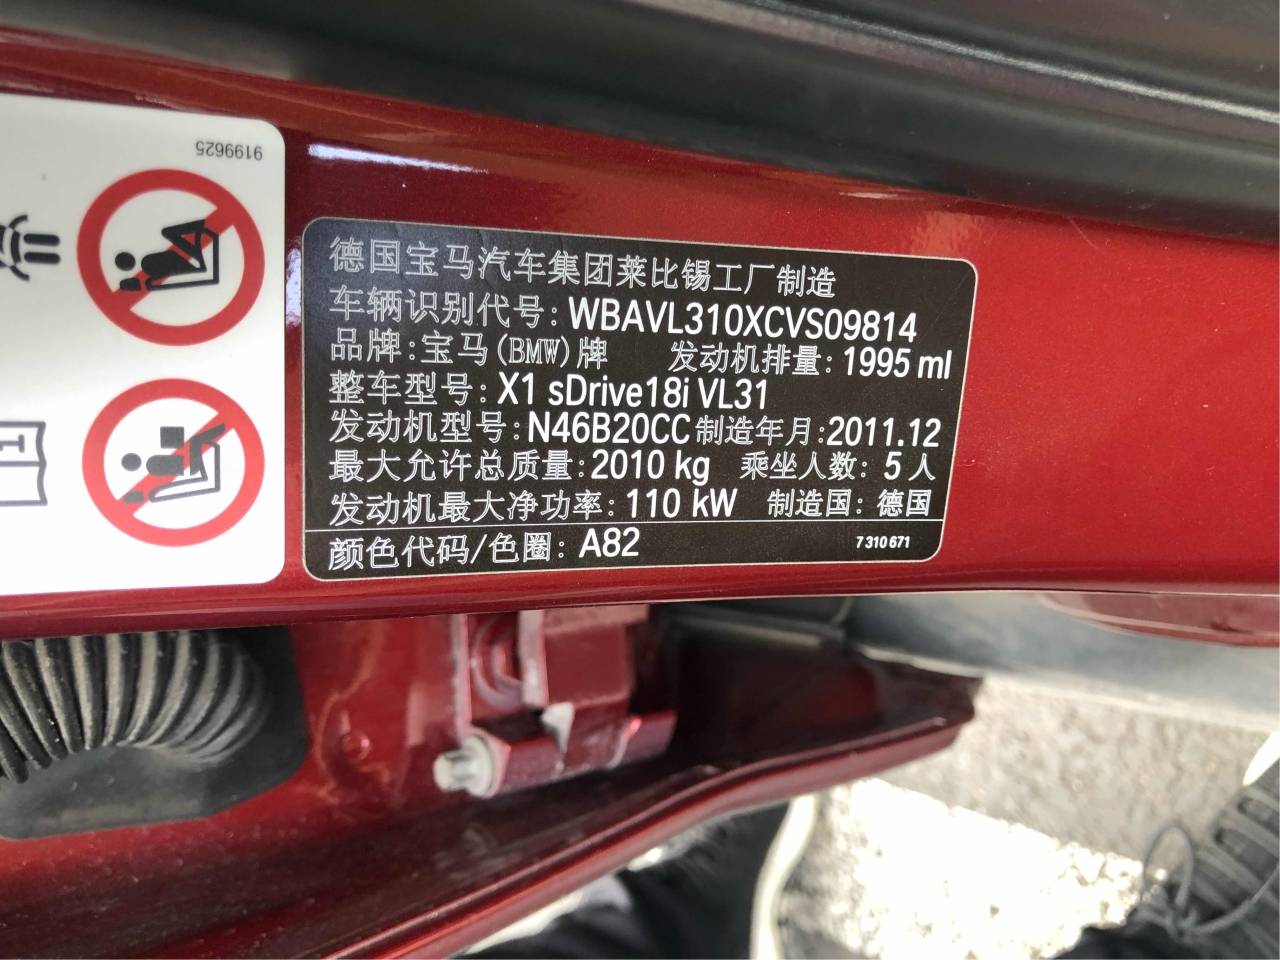 9199625
德国宝马汽车集团莱比锡工厂制造
车辆识别代号: WBAVL310XCVS09814
品牌:宝马(BMW)牌 发动机排量: 1995 ml
整车型号: X1 sDrive18i VL31
发动机型号: N46B20CC 制造年月:2011.12
最大允许总质量: 2010 kg 乘坐人数: 5 人
发动机最大净功率: 110 kW 制造国: 德国
颜色代码/色圈: A82 7 310 671